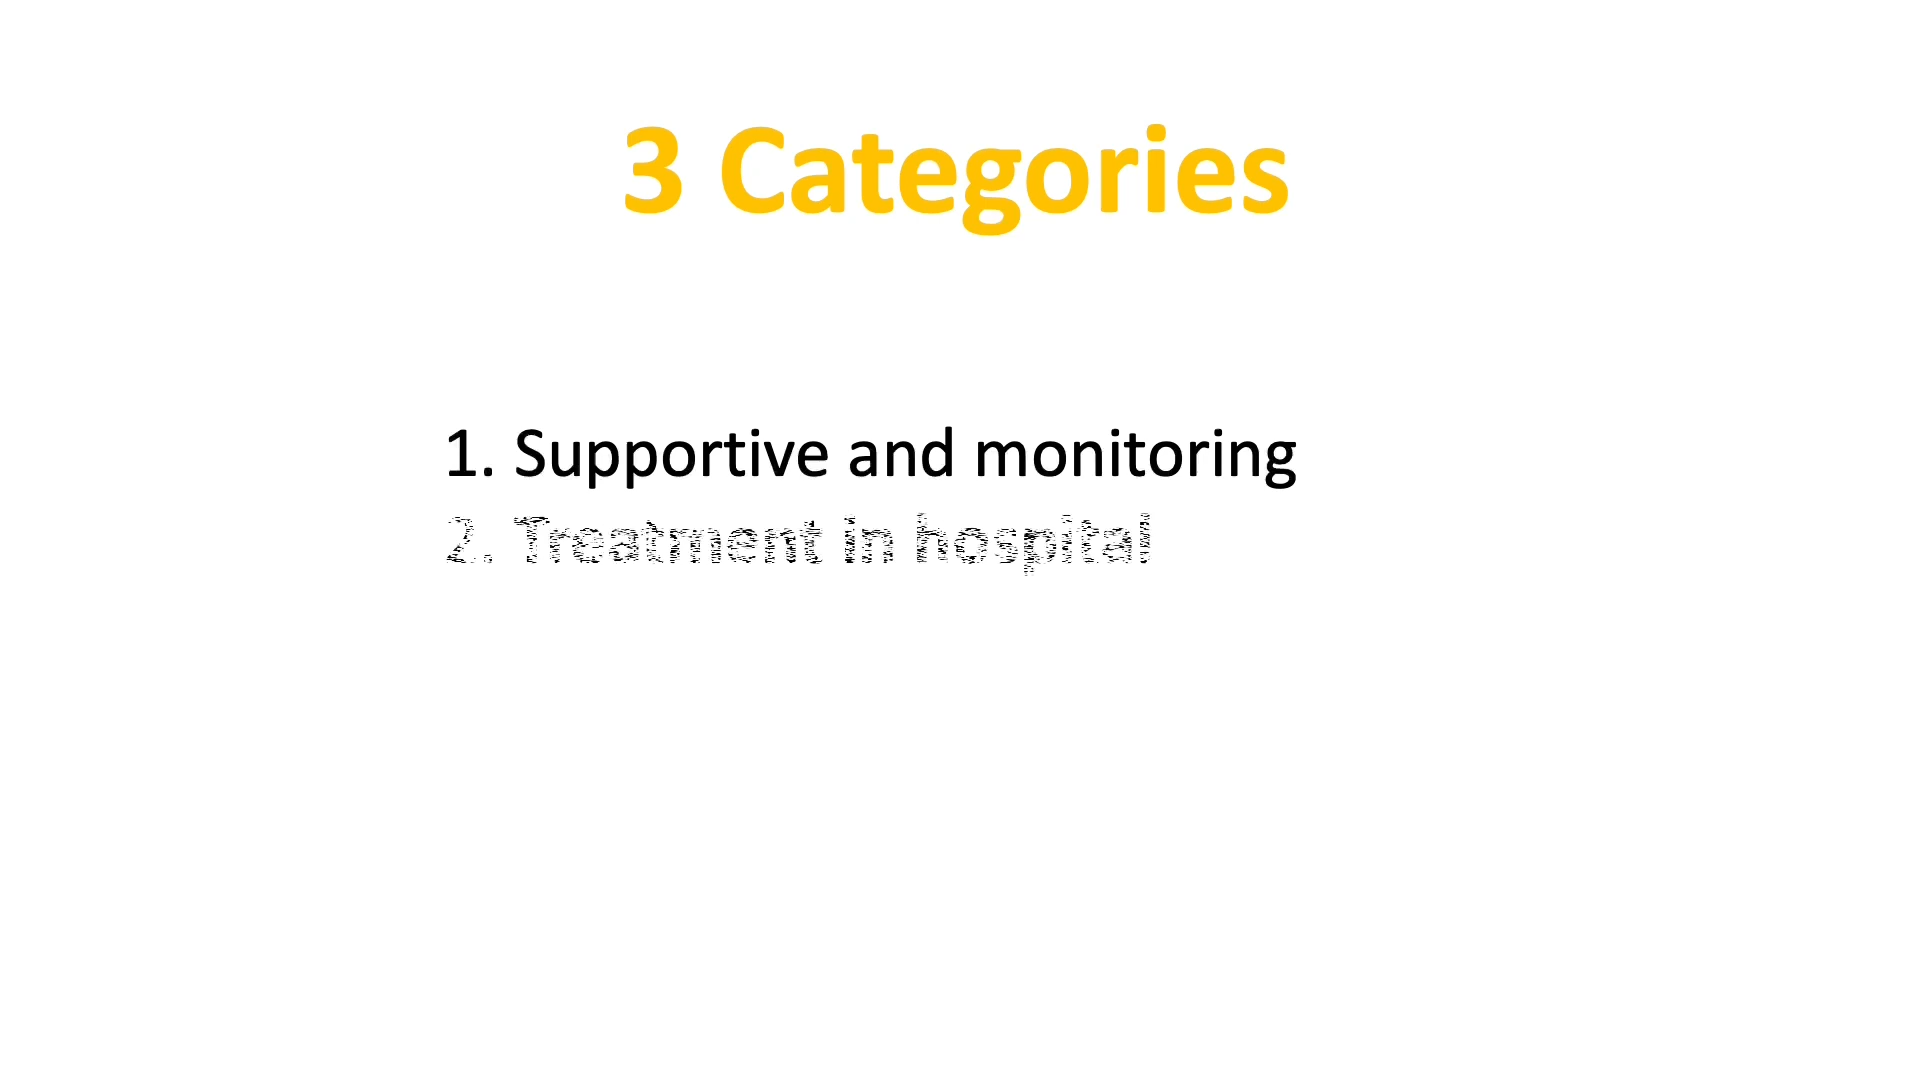 3 Categories
1. Supportive and monitoring
2. Treatment in hospital